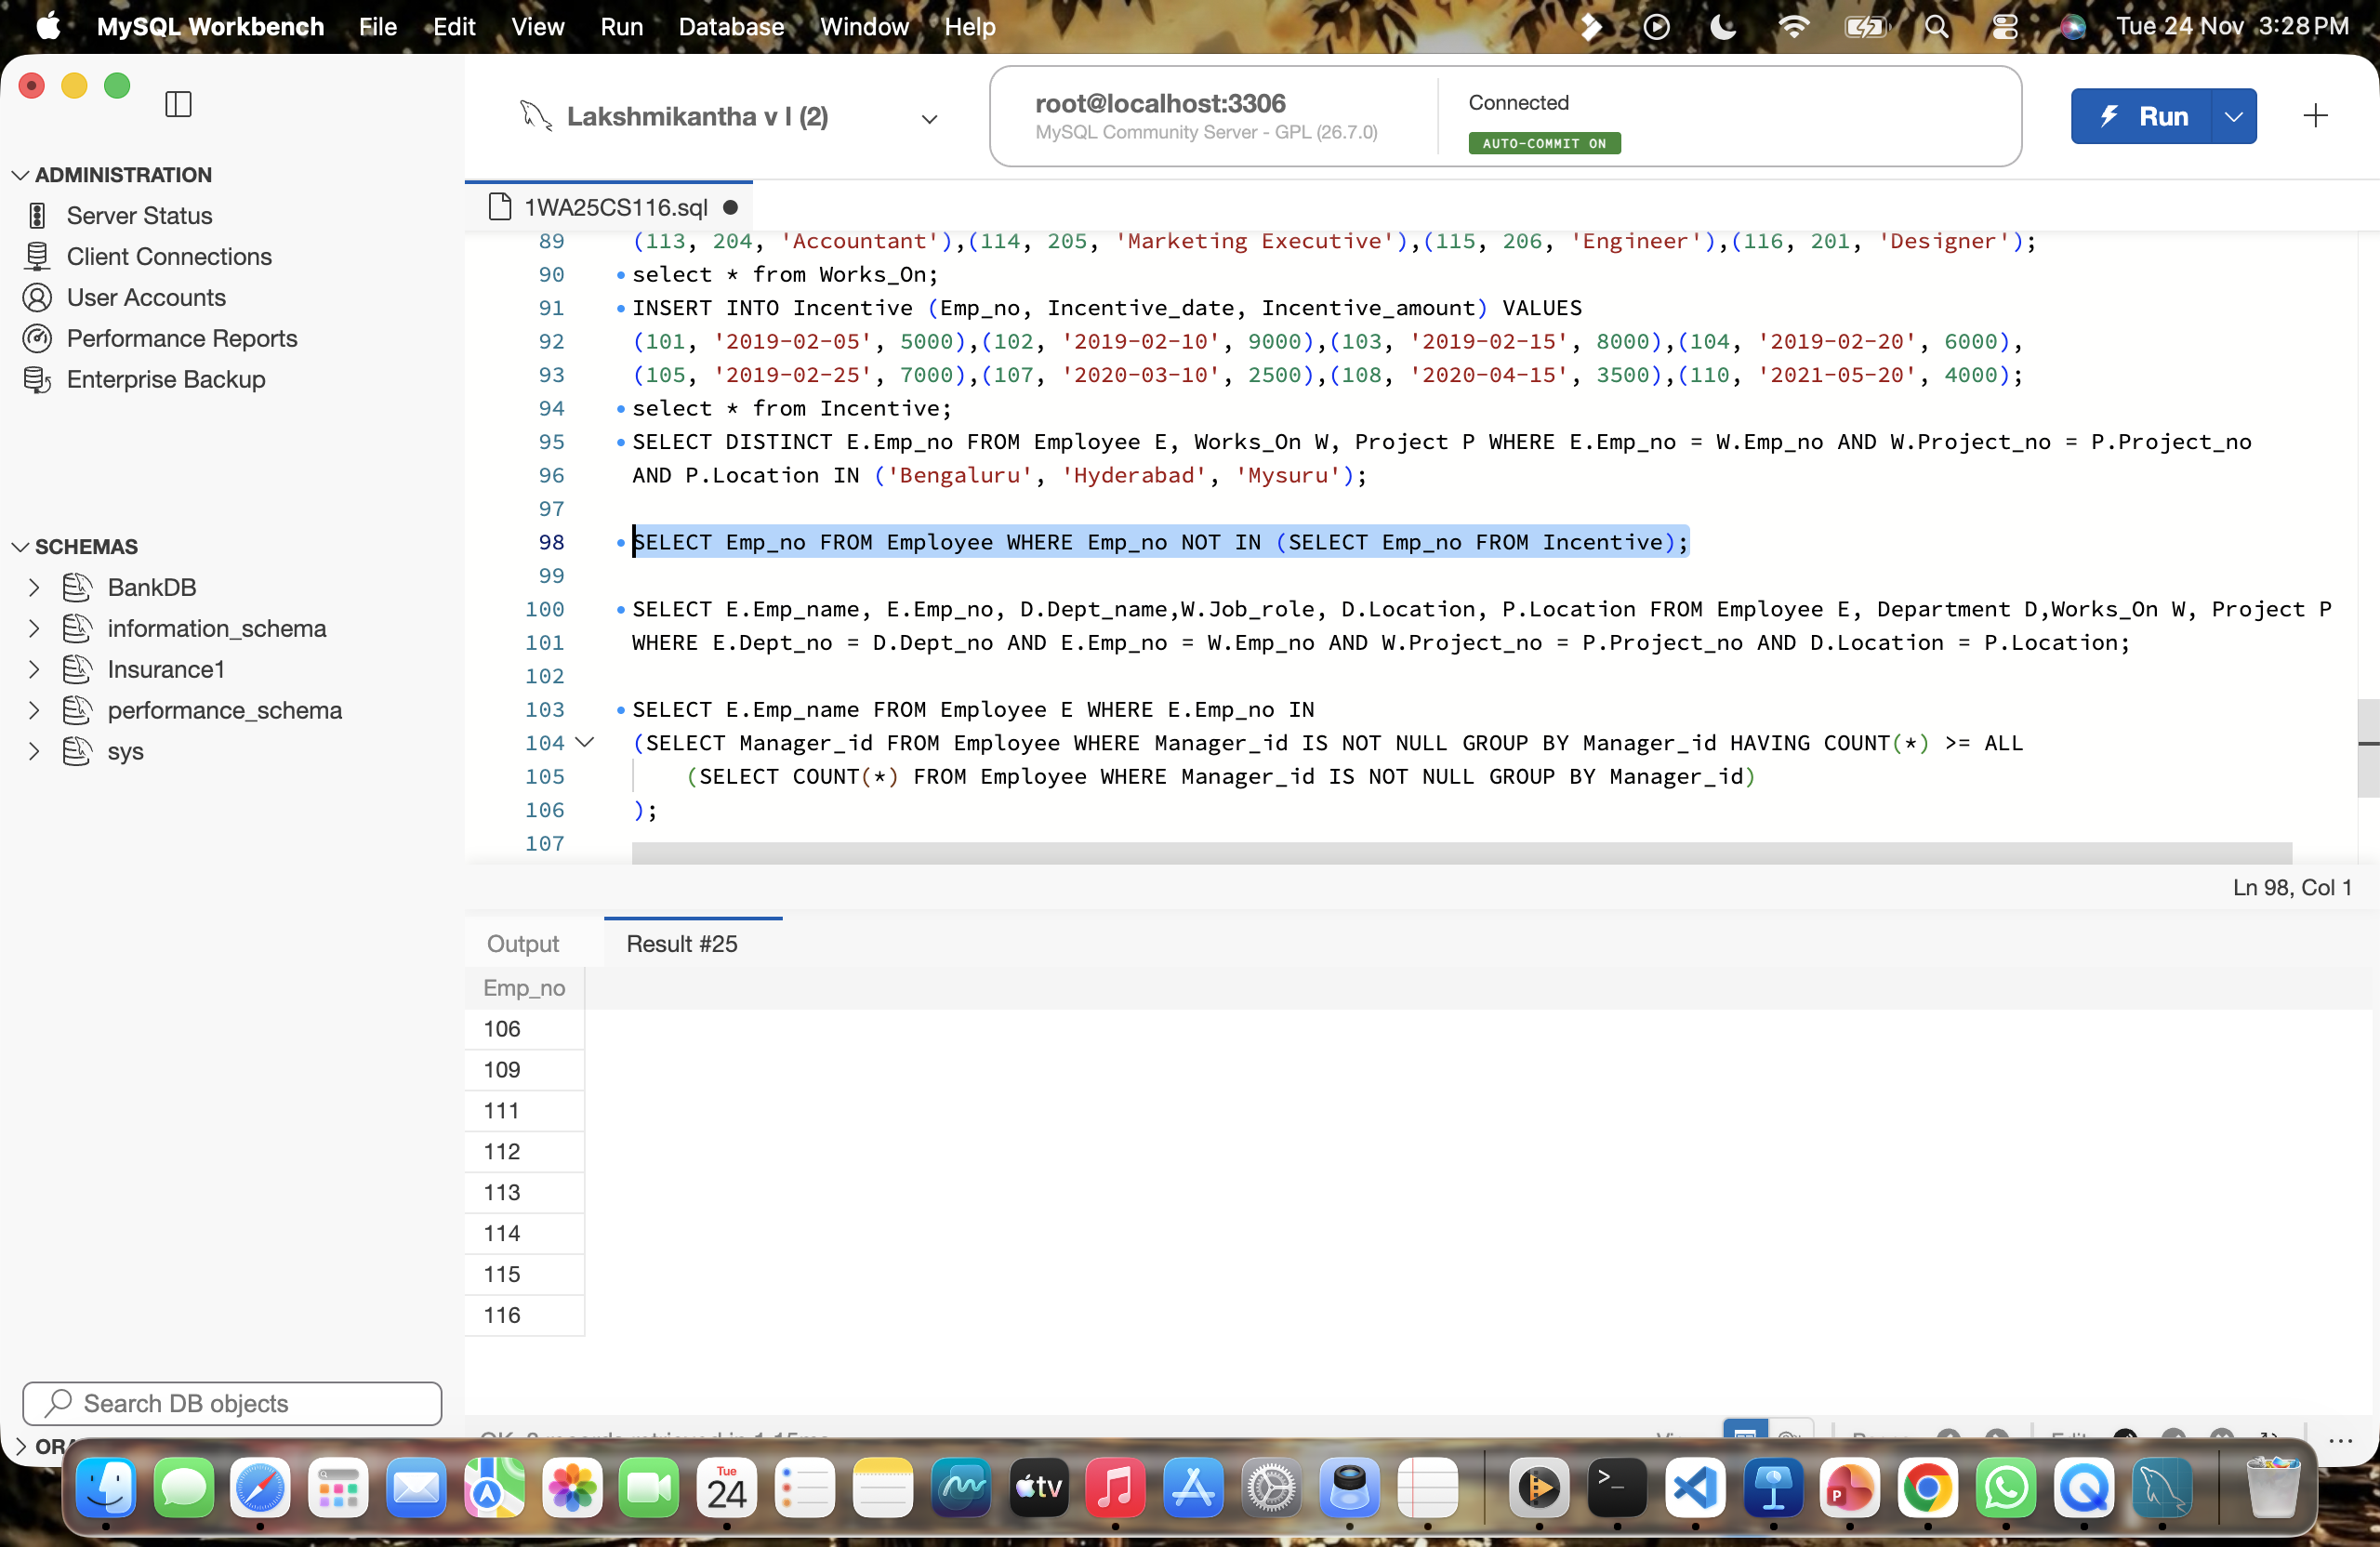 MySQL Workbench File Edit View Run Database Window Help Tue 24 Nov 3:28 PM
Lakshmikantha v l (2)
root@localhost:3306
MySQL Community Server - GPL (26.7.0)
Connected
AUTO-COMMIT ON
Run
ADMINISTRATION
Server Status
Client Connections
User Accounts
Performance Reports
Enterprise Backup
SCHEMAS
BankDB
information_schema
Insurance1
performance_schema
sys
Search DB objects
1WA25CS116.sql
89 (113, 204, 'Accountant'),(114, 205, 'Marketing Executive'),(115, 206, 'Engineer'),(116, 201, 'Designer');
90 select * from Works_On;
91 INSERT INTO Incentive (Emp_no, Incentive_date, Incentive_amount) VALUES
92 (101, '2019-02-05', 5000),(102, '2019-02-10', 9000),(103, '2019-02-15', 8000),(104, '2019-02-20', 6000),
93 (105, '2019-02-25', 7000),(107, '2020-03-10', 2500),(108, '2020-04-15', 3500),(110, '2021-05-20', 4000);
94 select * from Incentive;
95 SELECT DISTINCT E.Emp_no FROM Employee E, Works_On W, Project P WHERE E.Emp_no = W.Emp_no AND W.Project_no = P.Project_no
96 AND P.Location IN ('Bengaluru', 'Hyderabad', 'Mysuru');
97
98 SELECT Emp_no FROM Employee WHERE Emp_no NOT IN (SELECT Emp_no FROM Incentive);
99
100 SELECT E.Emp_name, E.Emp_no, D.Dept_name,W.Job_role, D.Location, P.Location FROM Employee E, Department D,Works_On W, Project P
101 WHERE E.Dept_no = D.Dept_no AND E.Emp_no = W.Emp_no AND W.Project_no = P.Project_no AND D.Location = P.Location;
102
103 SELECT E.Emp_name FROM Employee E WHERE E.Emp_no IN
104 (SELECT Manager_id FROM Employee WHERE Manager_id IS NOT NULL GROUP BY Manager_id HAVING COUNT(*) >= ALL
105 (SELECT COUNT(*) FROM Employee WHERE Manager_id IS NOT NULL GROUP BY Manager_id)
106 );
107
Ln 98, Col 1
Output Result #25
Emp_no
106
109
111
112
113
114
115
116
Tue
24
tv